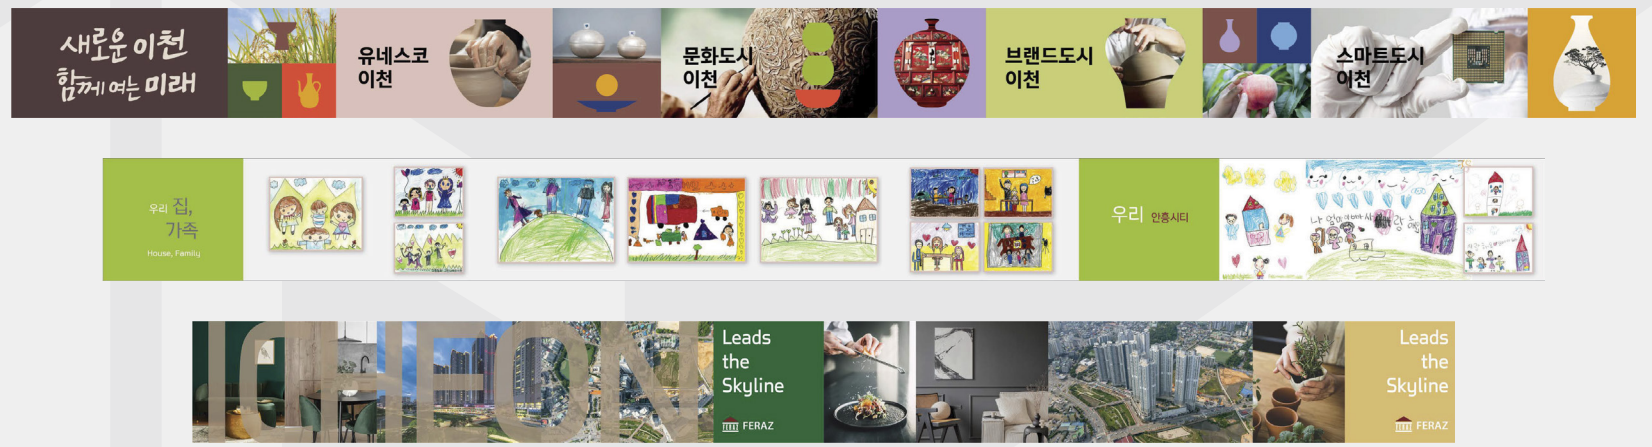 새로운 이천
함께 여는 미래
유네스코
이천
문화도시
이천
브랜드도시
이천
스마트도시
이천
우리 집,
가족
House, Family
우리 안흥시티
ICHEON
Leads
the
Skyline
FERAZ
Leads
the
Skyline
FERAZ